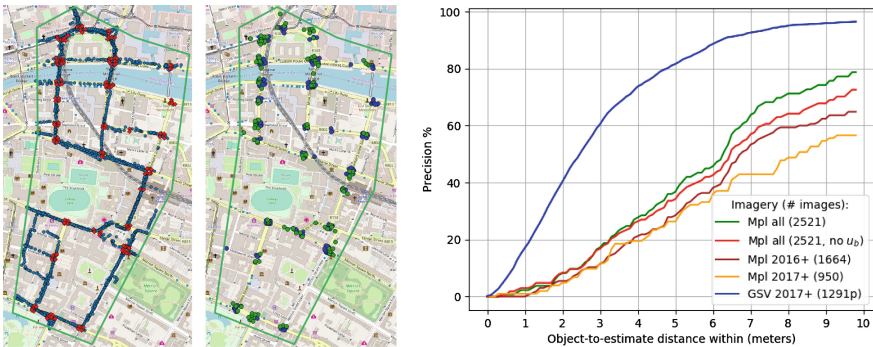 100
80
60
40
20
0
Precision %
Imagery (# images):
Mpl all (2521)
Mpl all (2521, no u_b)
Mpl 2016+ (1664)
Mpl 2017+ (950)
GSV 2017+ (1291p)
0 1 2 3 4 5 6 7 8 9 10
Object-to-estimate distance within (meters)